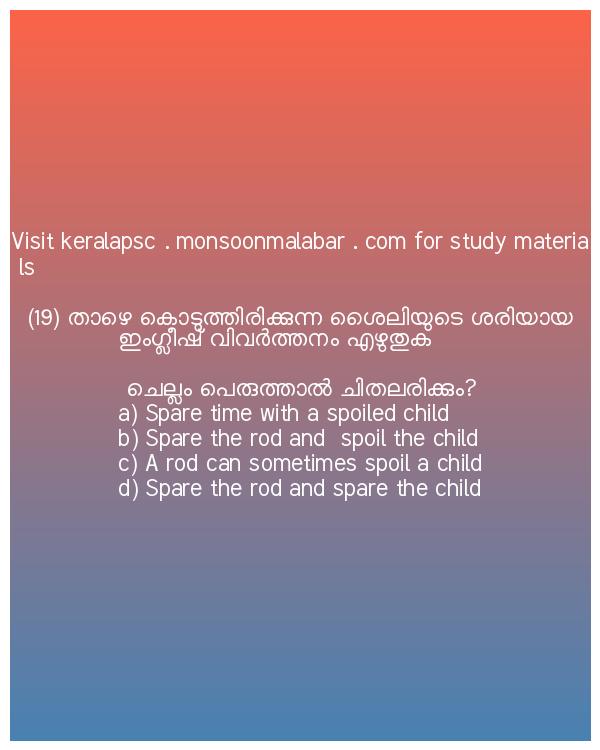 Visit keralapsc . monsoonmalabar . com for study materia
ls
(19) താഴെ കൊടുത്തിരിക്കുന്ന ശൈലിയുടെ ശരിയായ
ഇംഗ്ലീഷ് വിവർത്തനം എഴുതുക
ചെല്ലം പെരുത്താൽ ചിതലരിക്കും?
a) Spare time with a spoiled child
b) Spare the rod and  spoil the child
c) A rod can sometimes spoil a child
d) Spare the rod and spare the child